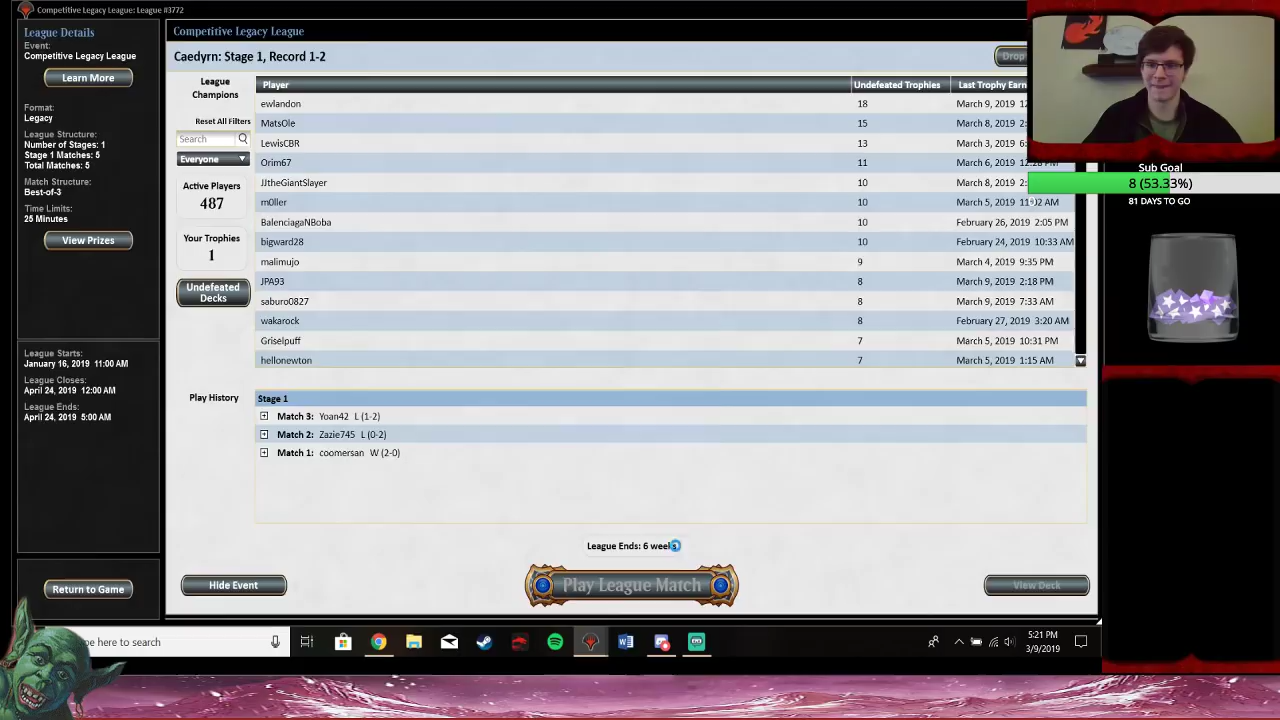 Competitive Legacy League: League #3772
League Details
Event:
Competitive Legacy League
Learn More
Format:
Legacy
League Structure:
Number of Stages: 1
Stage 1 Matches: 5
Total Matches: 5
Match Structure:
Best-of-3
Time Limits:
25 Minutes
View Prizes
League Starts:
January 16, 2019 11:00 AM
League Closes:
April 24, 2019 12:00 AM
League Ends:
April 24, 2019 5:00 AM
Return to Game
Competitive Legacy League
Caedyrn: Stage 1, Record 1-2
Drop
League
Champions
Reset All Filters
Search
Everyone
Active Players
487
Your Trophies
1
Undefeated
Decks
Player Undefeated Trophies Last Trophy Earn
ewlandon 18 March 9, 2019
MatsOle 15 March 8, 2019
LewisCBR 13 March 3, 2019
Orim67 11 March 6, 2019 12:28 PM
JJtheGiantSlayer 10 March 8, 2019
m0ller 10 March 5, 2019 AM
BalenciagaNBoba 10 February 26, 2019 2:05 PM
bigward28 10 February 24, 2019 10:33 AM
malimujo 9 March 4, 2019 9:35 PM
JPA93 8 March 9, 2019 2:18 PM
saburo0827 8 March 9, 2019 7:33 AM
wakarock 8 February 27, 2019 3:20 AM
Griselpuff 7 March 5, 2019 10:31 PM
hellonewton 7 March 5, 2019 1:15 AM
Play History
Stage 1
Match 3: Yoan42 L (1-2)
Match 2: Zazie745 L (0-2)
Match 1: coomersan W (2-0)
League Ends: 6 weeks
Hide Event
Play League Match
View Deck
Sub Goal
8 (53.33%)
81 DAYS TO GO
here to search
5:21 PM
3/9/2019